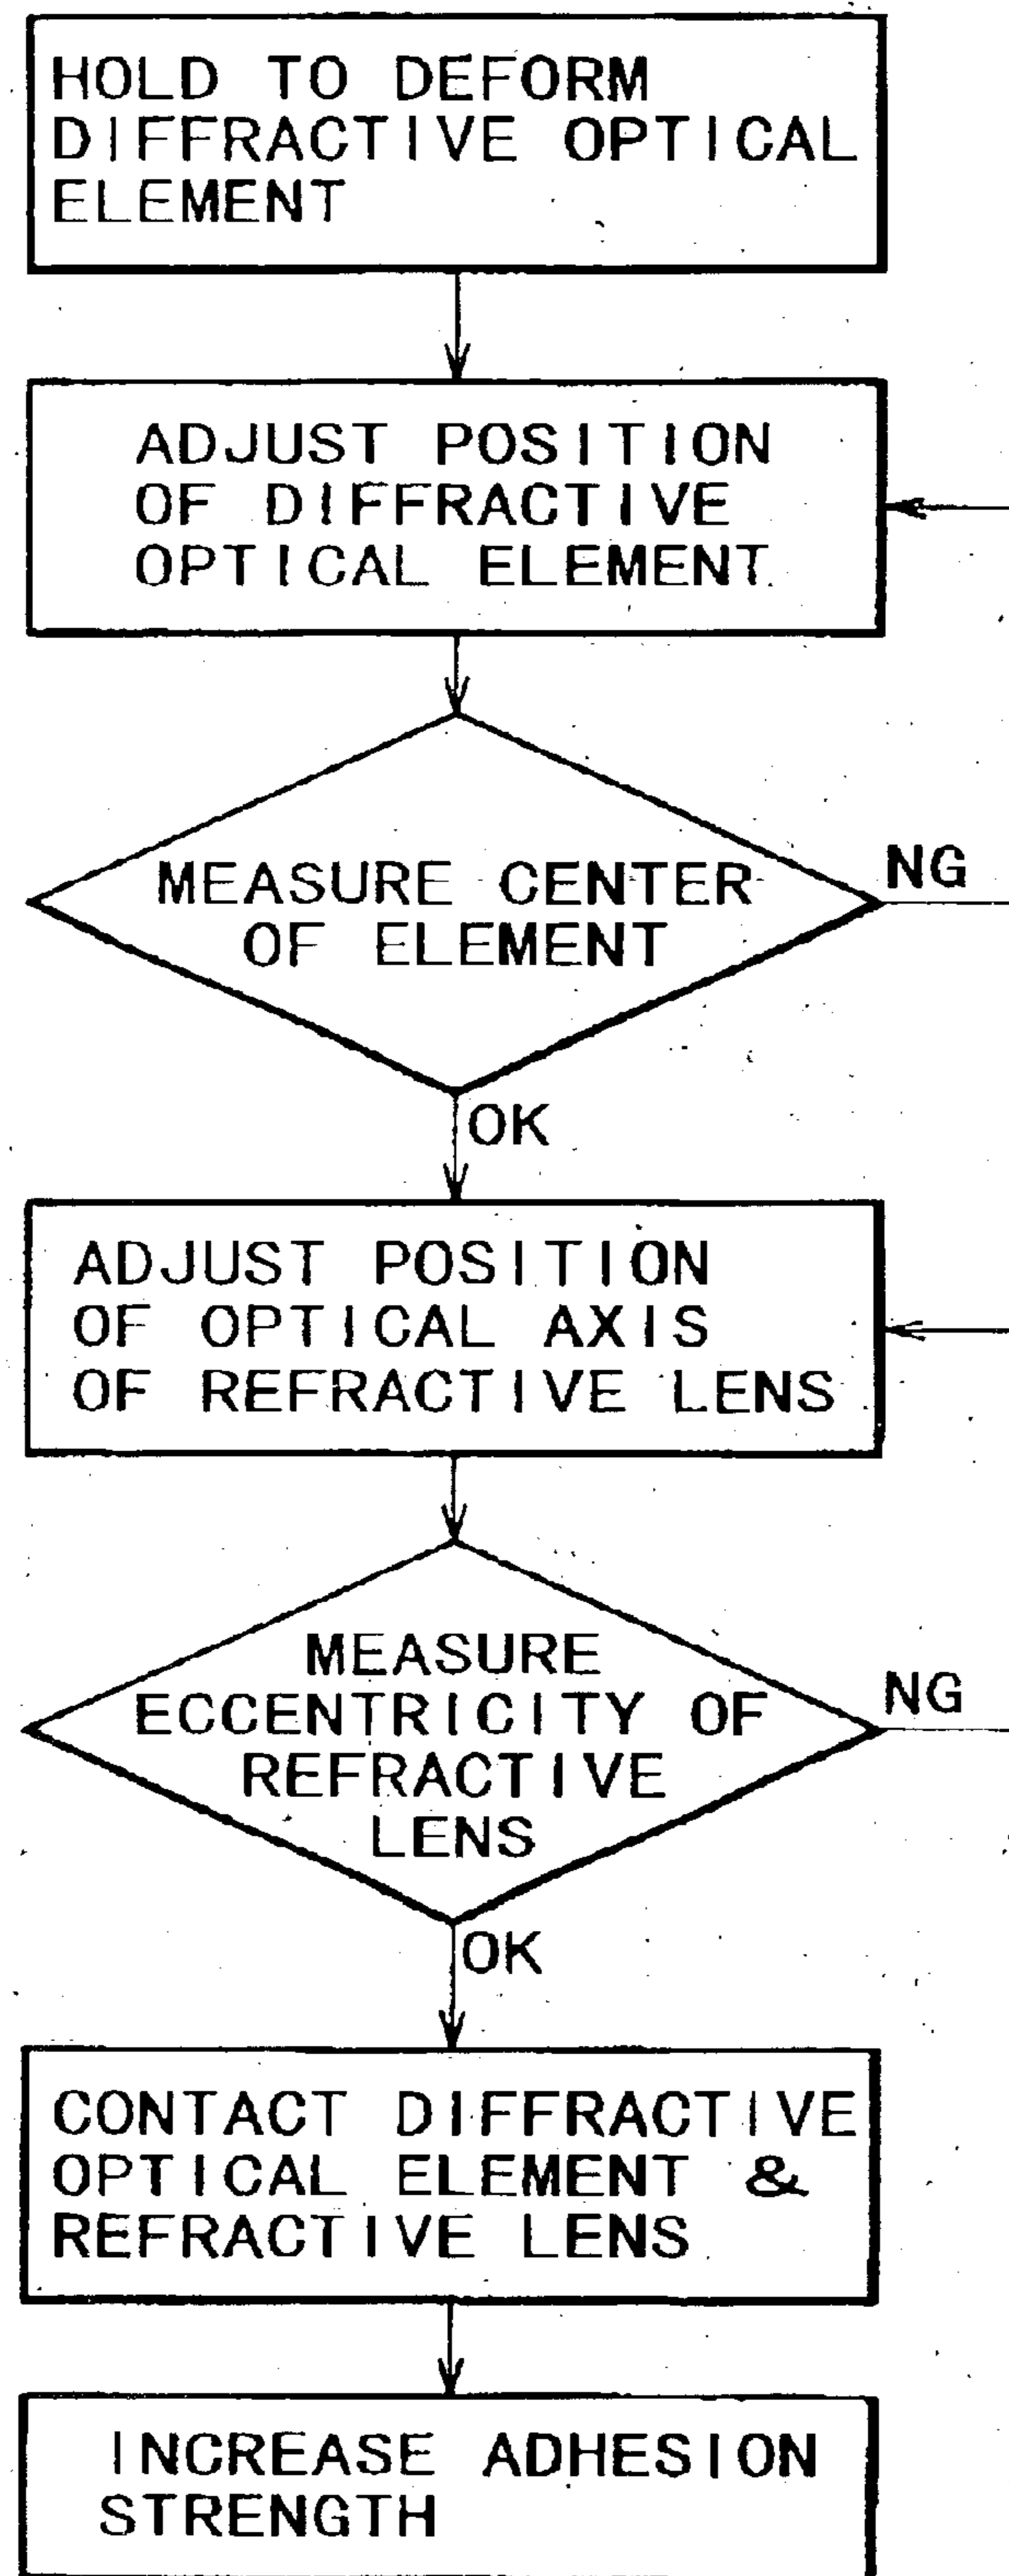 HOLD TO DEFORM
DIFFRACTIVE OPTICAL
ELEMENT
ADJUST POSITION
OF DIFFRACTIVE
OPTICAL ELEMENT
MEASURE CENTER
OF ELEMENT
NG
OK
ADJUST POSITION
OF OPTICAL AXIS
OF REFRACTIVE LENS
MEASURE
ECCENTRICITY OF
REFRACTIVE
LENS
NG
OK
CONTACT DIFFRACTIVE
OPTICAL ELEMENT &
REFRACTIVE LENS
INCREASE ADHESION
STRENGTH